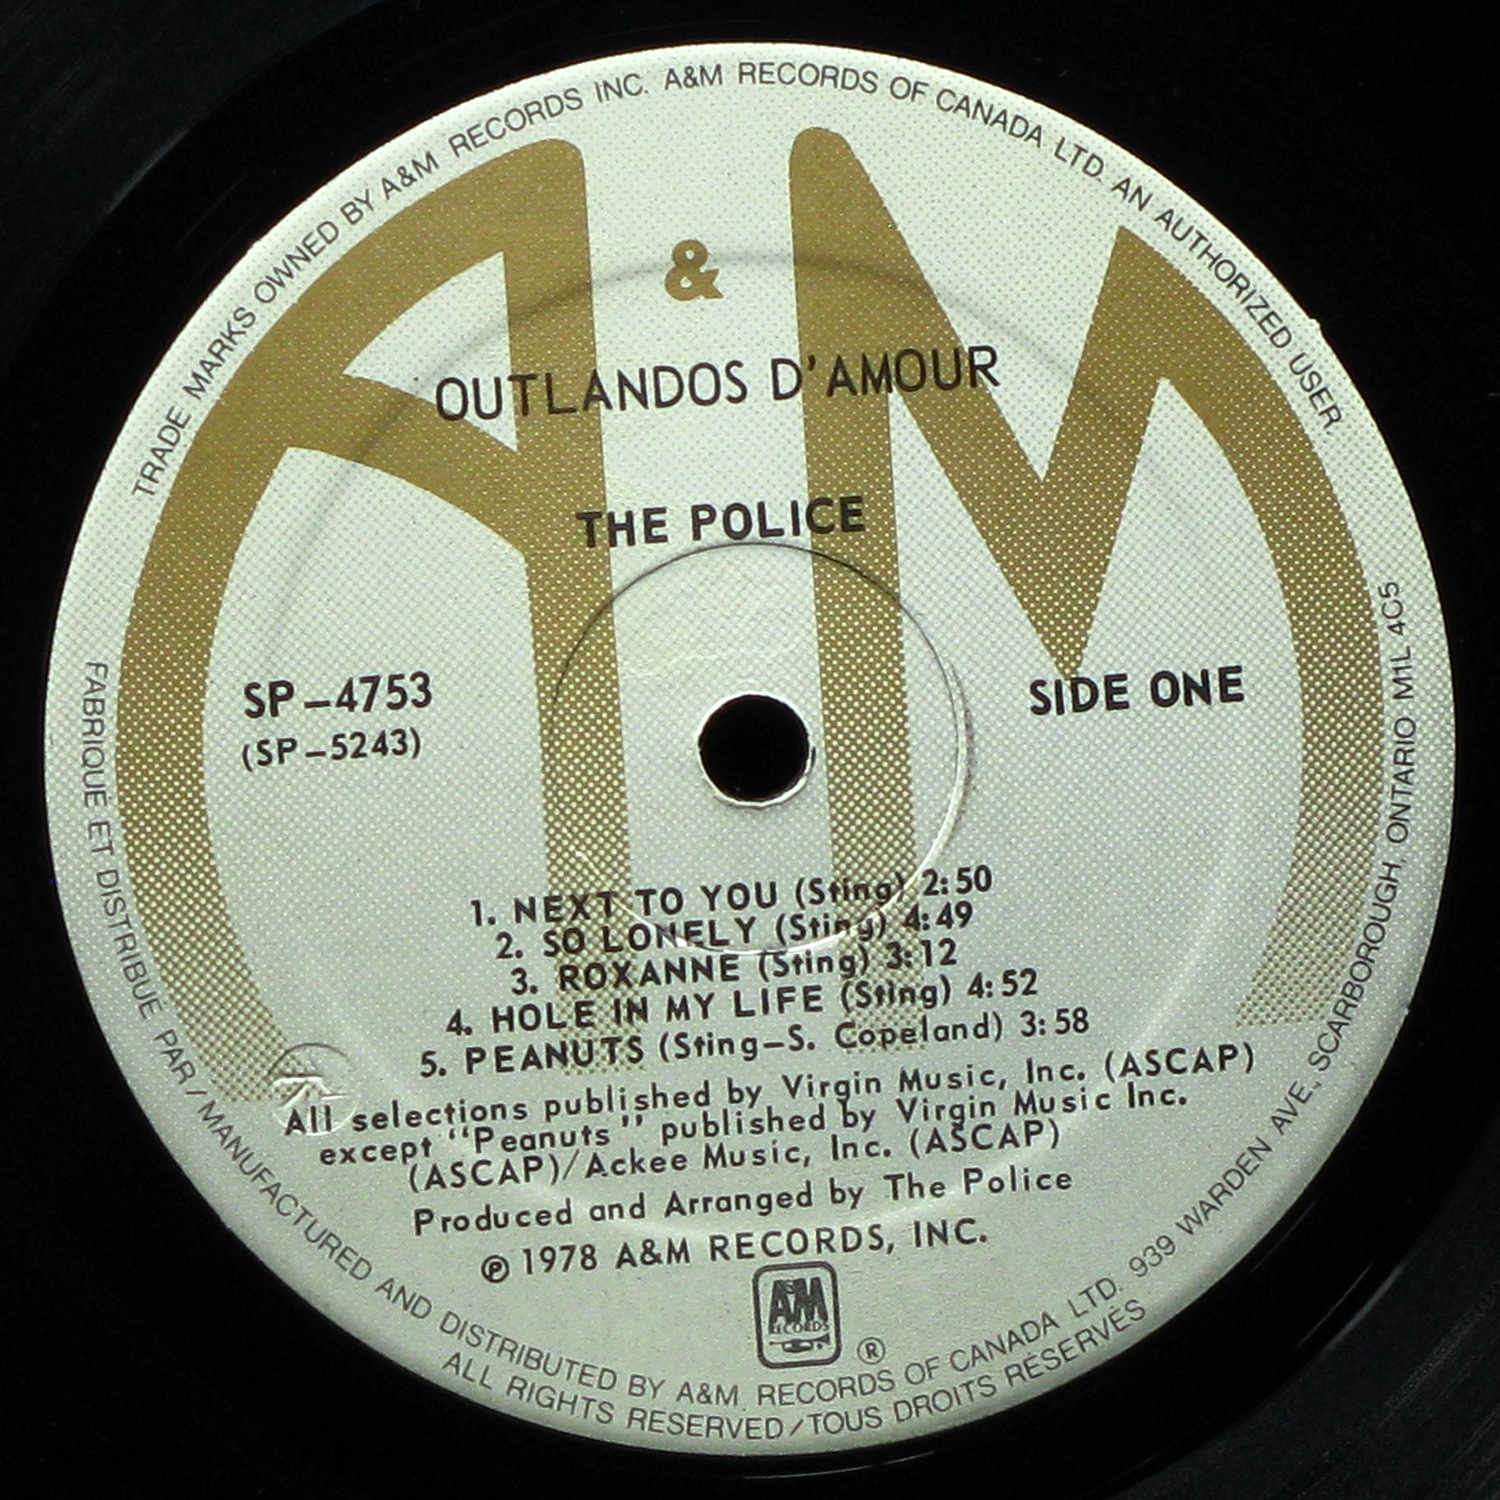 TRADE MARKS OWNED BY A&M RECORDS INC. A&M RECORDS OF CANADA LTD. AN AUTHORIZED USER.
&
OUTLANDOS D'AMOUR
THE POLICE
SP-4753
(SP-5243)
SIDE ONE
1. NEXT TO YOU (Sting) 2:50
2. SO LONELY (Sting) 4:49
3. ROXANNE (Sting) 3:12
4. HOLE IN MY LIFE (Sting) 4:52
5. PEANUTS (Sting-S. Copeland) 3:58
All selections published by Virgin Music, Inc. (ASCAP)
except "Peanuts" published by Virgin Music Inc.
(ASCAP)/Ackee Music, Inc. (ASCAP)
Produced and Arranged by The Police
℗ 1978 A&M RECORDS, INC.
A&M
RECORDS
®
FABRIQUÉ ET DISTRIBUÉ PAR/MANUFACTURED AND DISTRIBUTED BY A&M RECORDS OF CANADA LTD. 939 WARDEN AVE., SCARBOROUGH, ONTARIO M1L 4C5
ALL RIGHTS RESERVED/TOUS DROITS RÉSERVÉS